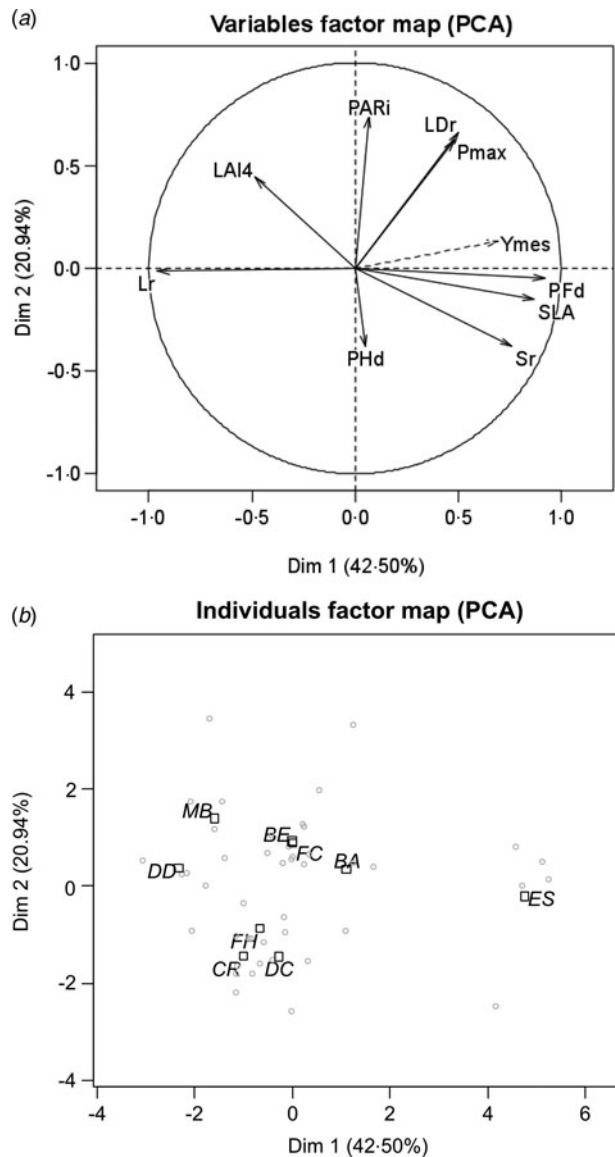 (a)
Variables factor map (PCA)
1·0
PARi
LDr
Pmax
0·5
LAI4
Ymes
0·0
Lr
PFd
SLA
PHd
Sr
-0·5
-1·0
Dim 2 (20.94%)
-1·0 -0·5 0·0 0·5 1·0
Dim 1 (42·50%)
(b)
Individuals factor map (PCA)
4
2
MB
BE
FC
BA
DD
0
ES
FH
CR
DC
-2
-4
Dim 2 (20.94%)
-4 -2 0 2 4 6
Dim 1 (42·50%)